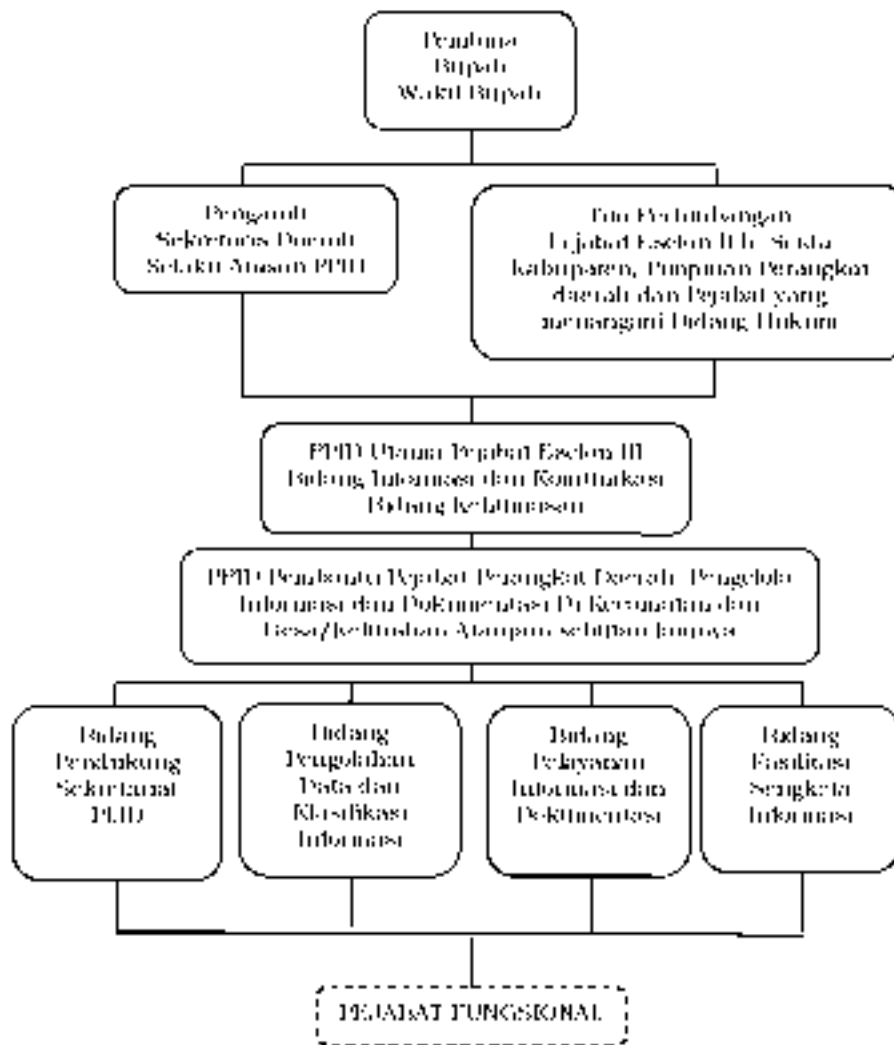 Pembina
Bupati
Wakil Bupati
Pengarah
Sekretaris Daerah
Selaku Atasan PPID
Tim Pertimbangan
Pejabat Eselon II
Kabupaten, Pimpinan Perangkat
daerah dan Pejabat yang
menangani Bidang Hukum
PPID Utama Pejabat Eselon III
Bidang Informasi dan Komunikasi
Bidang Kehumasan
PPID Pembantu Pejabat Perangkat Daerah Pengelola
Informasi dan Dokumentasi Di Kecamatan dan
Desa/Kelurahan
Bidang
Pendukung
Sekretariat
PPID
Bidang
Pengolahan
Data dan
Klasifikasi
Informasi
Bidang
Pelayanan
Informasi dan
Dokumentasi
Bidang
Fasilitasi
Sengketa
Informasi
PEJABAT FUNGSIONAL